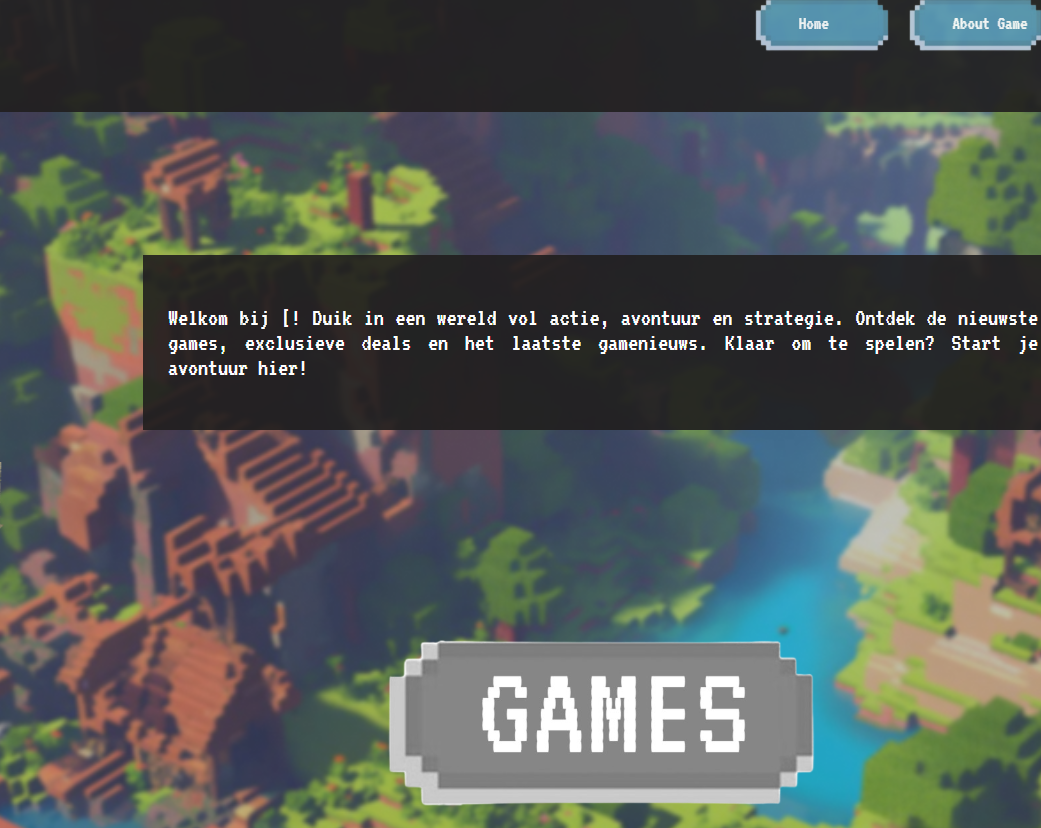 Home
About Game
Welkom bij [! Duik in een wereld vol actie, avontuur en strategie. Ontdek de nieuwste
games, exclusieve deals en het laatste gamenieuws. Klaar om te spelen? Start je
avontuur hier!
GAMES